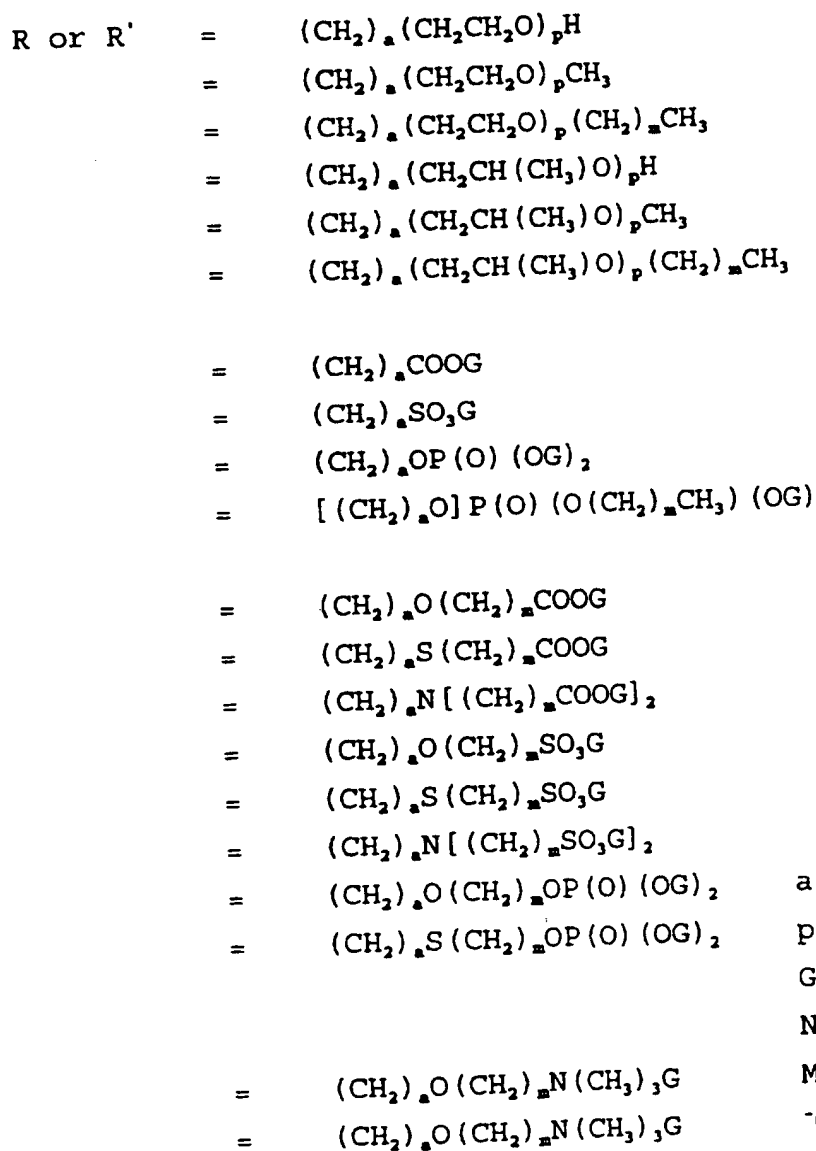 R or R' = (CH₂)ₐ(CH₂CH₂O)ₚH
= (CH₂)ₐ(CH₂CH₂O)ₚCH₃
= (CH₂)ₐ(CH₂CH₂O)ₚ(CH₂)ₘCH₃
= (CH₂)ₐ(CH₂CH(CH₃)O)ₚH
= (CH₂)ₐ(CH₂CH(CH₃)O)ₚCH₃
= (CH₂)ₐ(CH₂CH(CH₃)O)ₚ(CH₂)ₘCH₃
= (CH₂)ₐCOOG
= (CH₂)ₐSO₃G
= (CH₂)ₐOP(O)(OG)₂
= [(CH₂)ₐO]P(O)(O(CH₂)ₘCH₃)(OG)
= (CH₂)ₐO(CH₂)ₘCOOG
= (CH₂)ₐS(CH₂)ₘCOOG
= (CH₂)ₐN[(CH₂)ₘCOOG]₂
= (CH₂)ₐO(CH₂)ₘSO₃G
= (CH₂)ₐS(CH₂)ₘSO₃G
= (CH₂)ₐN[(CH₂)ₘSO₃G]₂
= (CH₂)ₐO(CH₂)ₘOP(O)(OG)₂ a
= (CH₂)ₐS(CH₂)ₘOP(O)(OG)₂ p
G
N
= (CH₂)ₐO(CH₂)ₘN(CH₃)₃G M
= (CH₂)ₐO(CH₂)ₘN(CH₃)₃G